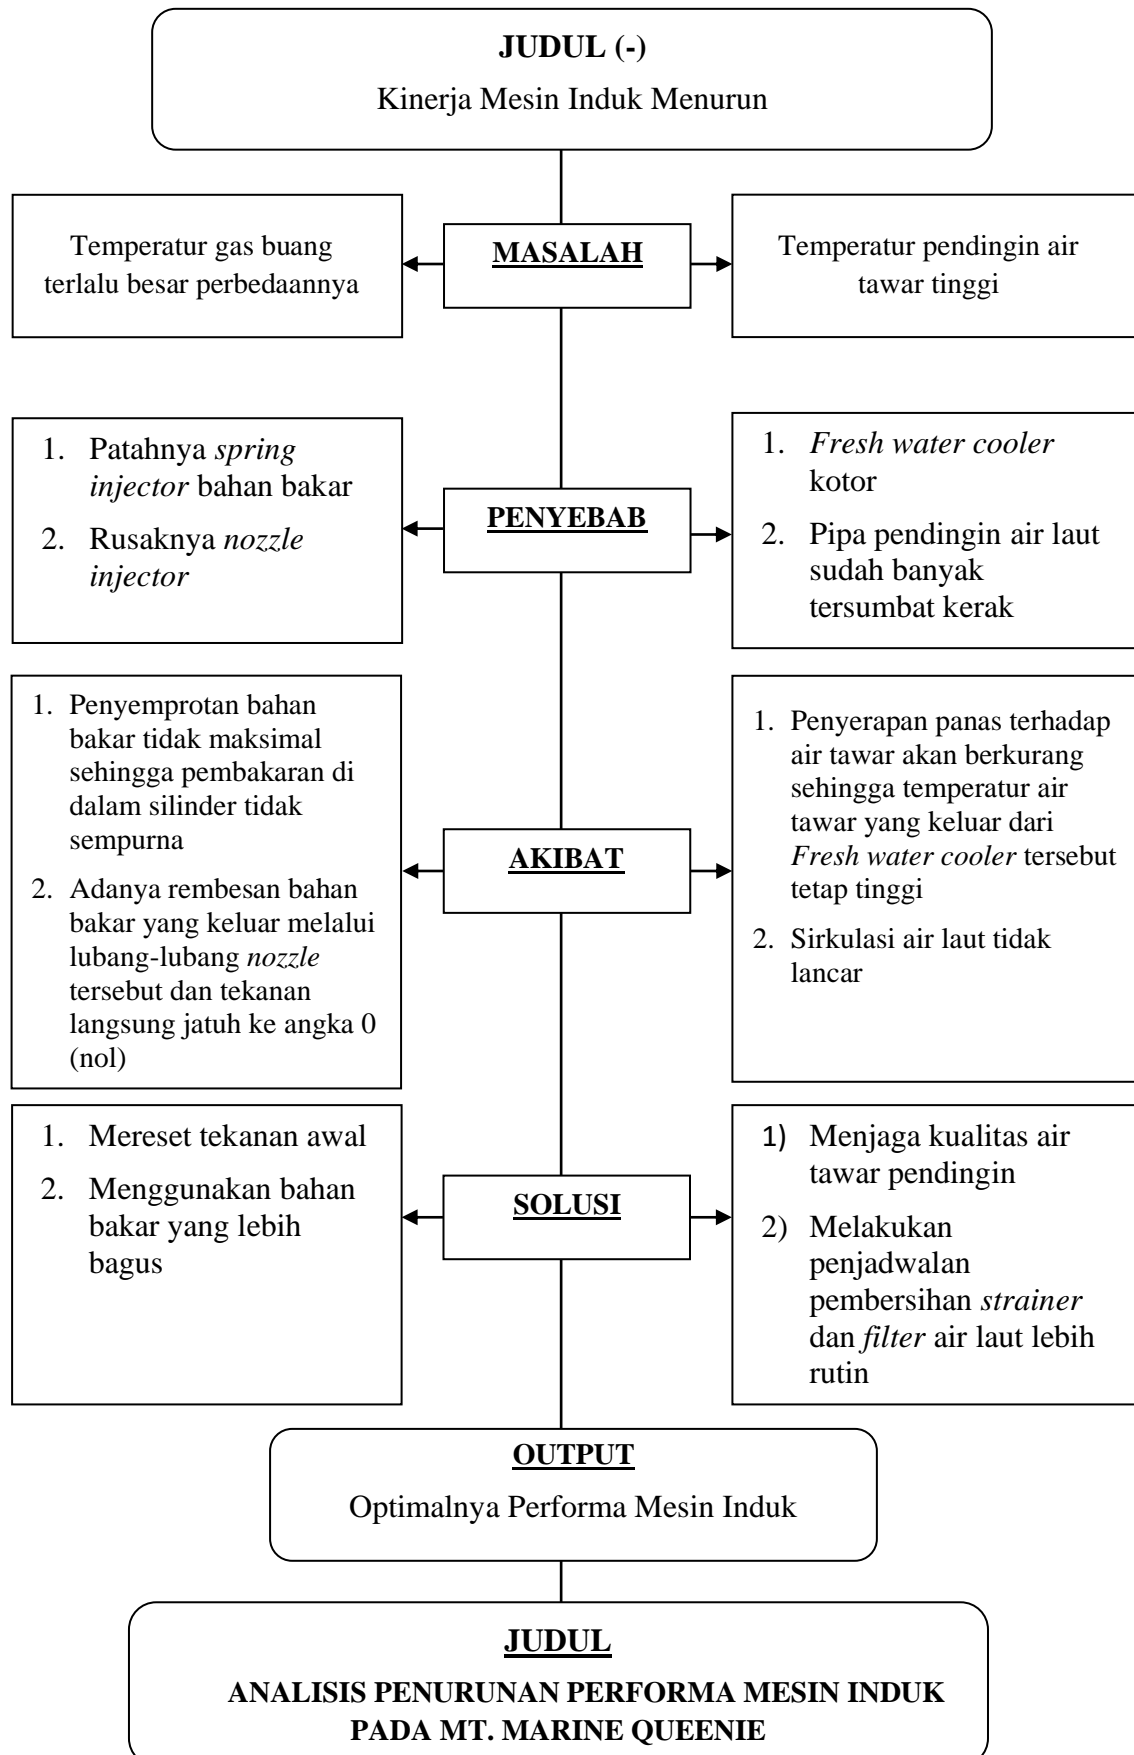 JUDUL (-)
Kinerja Mesin Induk Menurun
Temperatur gas buang
terlalu besar perbedaannya
MASALAH
Temperatur pendingin air
tawar tinggi
1. Patahnya spring
injector bahan bakar
2. Rusaknya nozzle
injector
PENYEBAB
1. Fresh water cooler
kotor
2. Pipa pendingin air laut
sudah banyak
tersumbat kerak
1. Penyemprotan bahan
bakar tidak maksimal
sehingga pembakaran di
dalam silinder tidak
sempurna
2. Adanya rembesan bahan
bakar yang keluar melalui
lubang-lubang nozzle
tersebut dan tekanan
langsung jatuh ke angka 0
(nol)
AKIBAT
1. Penyerapan panas terhadap
air tawar akan berkurang
sehingga temperatur air
tawar yang keluar dari
Fresh water cooler tersebut
tetap tinggi
2. Sirkulasi air laut tidak
lancar
1. Mereset tekanan awal
2. Menggunakan bahan
bakar yang lebih
bagus
SOLUSI
1) Menjaga kualitas air
tawar pendingin
2) Melakukan
penjadwalan
pembersihan strainer
dan filter air laut lebih
rutin
OUTPUT
Optimalnya Performa Mesin Induk
JUDUL
ANALISIS PENURUNAN PERFORMA MESIN INDUK
PADA MT. MARINE QUEENIE